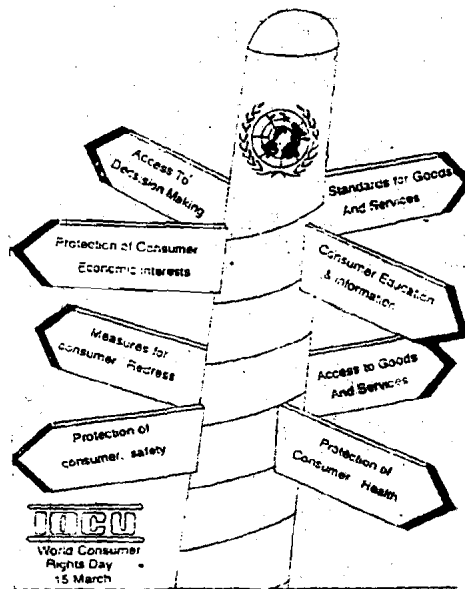 Access To
Decision Making
Standards for Goods
And Services
Protection of Consumer
Economic Interests
Consumer Education
& Information
Measures for
consumer Redress
Access to Goods
And Services
Protection of
consumer safety
Protection of
Consumer Health
IOCU
World Consumer
Rights Day
15 March